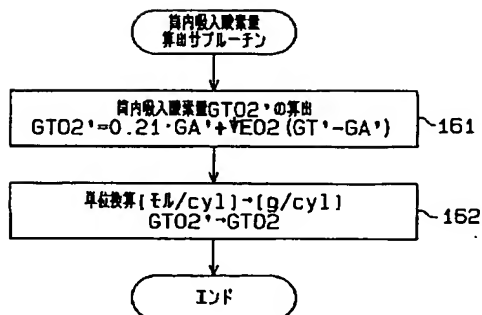 筒内吸入酸素量
算出サブルーチン
筒内吸入酸素量GTO2'の算出
GTO2'=0.21·GA'+ΨEO2(GT'-GA')
161
単位換算[モル/cyl]→[g/cyl]
GTO2'→GTO2
162
エンド